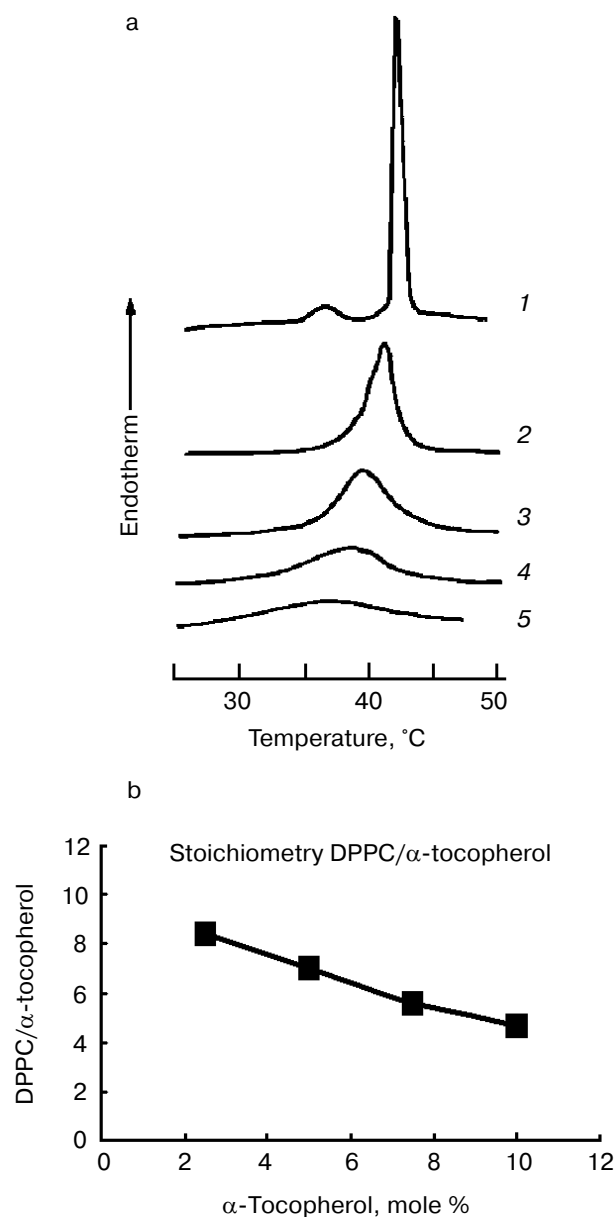 a
1
2
3
4
5
Endotherm
30 40 50
Temperature, °C
b
Stoichiometry DPPC/α-tocopherol
DPPC/α-tocopherol
12
10
8
6
4
2
0
0 2 4 6 8 10 12
α-Tocopherol, mole %